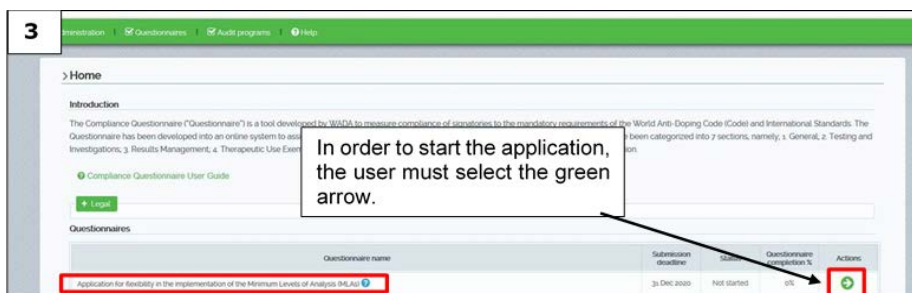 3
ministration Questionnaires Audit programs Help
> Home
Introduction
The Compliance Questionnaire ("Questionnaire") is a tool developed by WADA to measure compliance of signatories to the mandatory requirements of the World Anti-Doping Code (Code) and International Standards. The
Questionnaire has been developed into an online system to been categorized into 7 sections, namely, 1. General, 2. Testing and
Investigations; 3. Results Management; 4. Therapeutic Use
In order to start the application,
the user must select the green
arrow.
Compliance Questionnaire User Guide
+ Legal
Questionnaires
Questionnaire name Submission deadline Status Questionnaire completion % Actions
Application for flexibility in the implementation of the Minimum Levels of Analysis (MLAs) 31 Dec 2020 Not started 0%